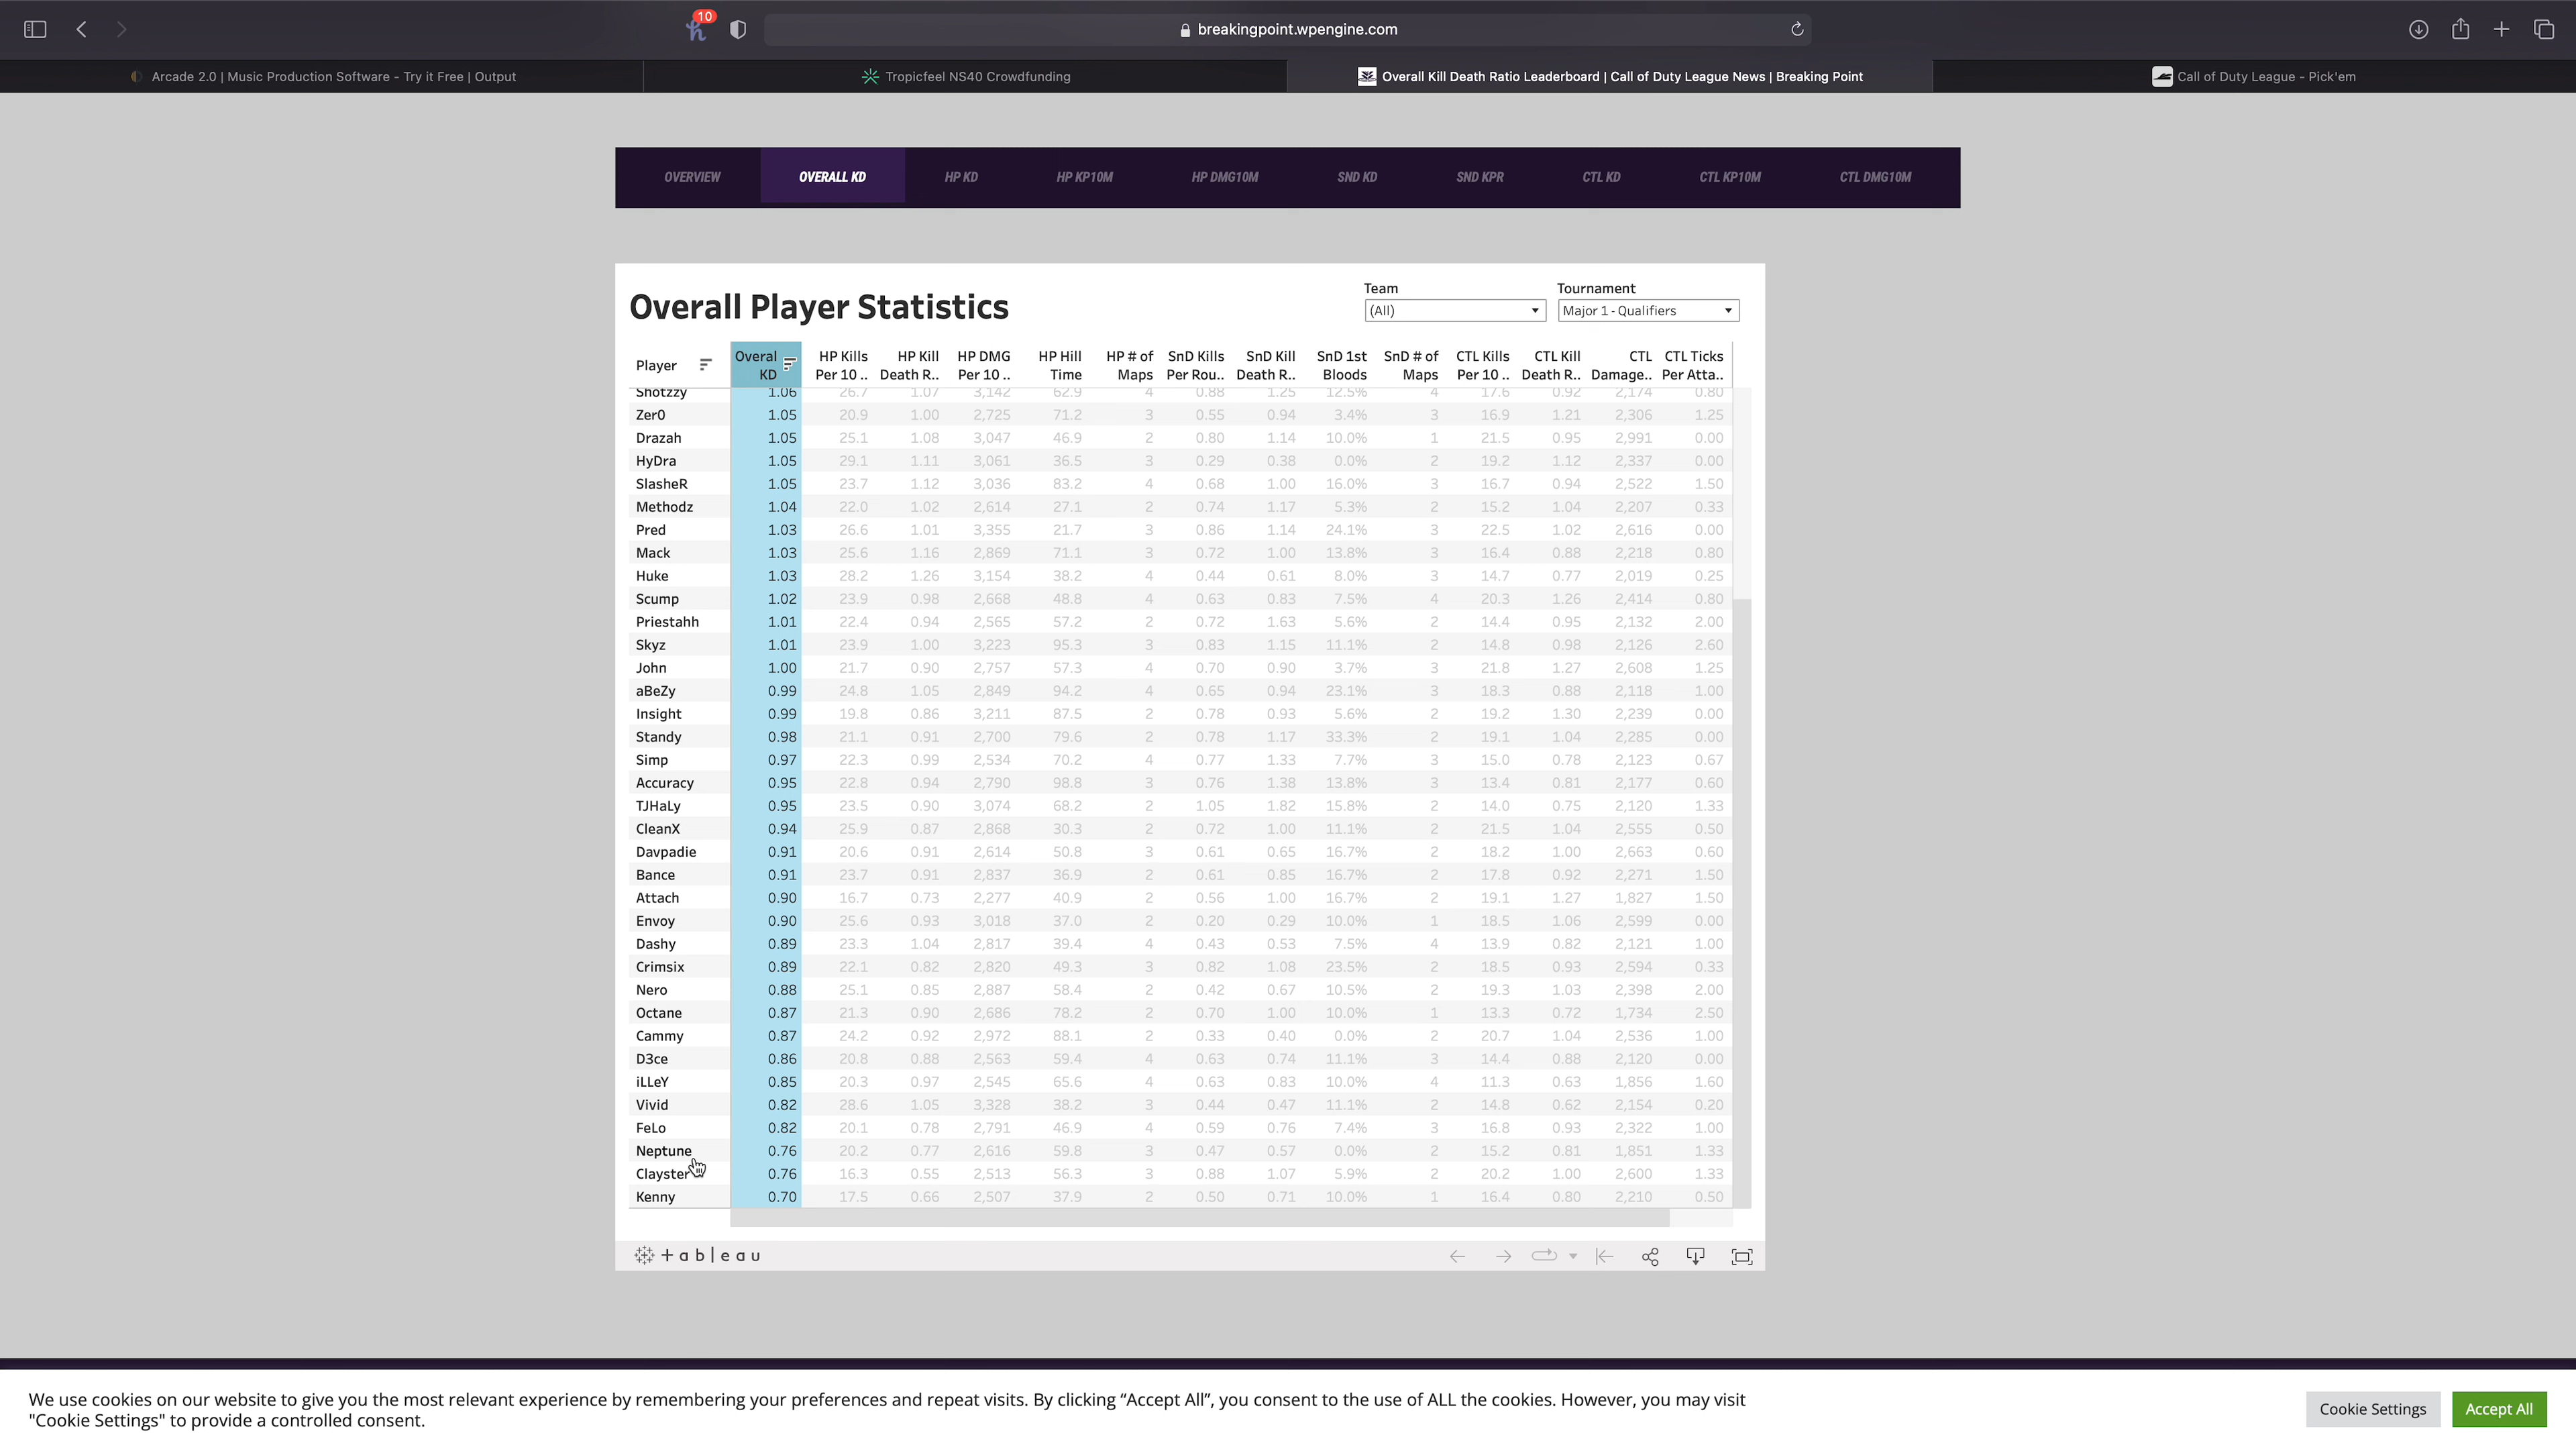 10
breakingpoint.wpengine.com
Arcade 2.0 | Music Production Software - Try it Free | Output
Tropicfeel NS40 Crowdfunding
Overall Kill Death Ratio Leaderboard | Call of Duty League News | Breaking Point
Call of Duty League - Pick'em
OVERVIEW OVERALL KD HP KD HP KP10M HP DMG10M SND KD SND KPR CTL KD CTL KP10M CTL DMG10M
Team Tournament
Overall Player Statistics
(All) Major 1 - Qualifiers
Overal HP Kills HP Kill HP DMG HP Hill HP # of SnD Kills SnD Kill SnD 1st SnD # of CTL Kills CTL Kill CTL CTL Ticks
Player KD Per 10 .. Death R.. Per 10 .. Time Maps Per Rou.. Death R.. Bloods Maps Per 10 .. Death R.. Damage.. Per Atta..
Shotzzy 1.06 26.7 1.07 3,142 62.9 4 0.88 1.25 12.5% 4 17.6 0.92 2,174 0.80
Zer0 1.05 20.9 1.00 2,725 71.2 3 0.55 0.94 3.4% 3 16.9 1.21 2,306 1.25
Drazah 1.05 25.1 1.08 3,047 46.9 2 0.80 1.14 10.0% 1 21.5 0.95 2,991 0.00
HyDra 1.05 29.1 1.11 3,061 36.5 3 0.29 0.38 0.0% 2 19.2 1.12 2,337 0.00
SlasheR 1.05 23.7 1.12 3,036 83.2 4 0.68 1.00 16.0% 3 16.7 0.94 2,522 1.50
Methodz 1.04 22.0 1.02 2,614 27.1 2 0.74 1.17 5.3% 2 15.2 1.04 2,207 0.33
Pred 1.03 26.6 1.01 3,355 21.7 3 0.86 1.14 24.1% 3 22.5 1.02 2,616 0.00
Mack 1.03 25.6 1.16 2,869 71.1 3 0.72 1.00 13.8% 3 16.4 0.88 2,218 0.80
Huke 1.03 28.2 1.26 3,154 38.2 4 0.44 0.61 8.0% 3 14.7 0.77 2,019 0.25
Scump 1.02 23.9 0.98 2,668 48.8 4 0.63 0.83 7.5% 4 20.3 1.26 2,414 0.80
Priestahh 1.01 22.4 0.94 2,565 57.2 2 0.72 1.63 5.6% 2 14.4 0.95 2,132 2.00
Skyz 1.01 23.9 1.00 3,223 95.3 3 0.83 1.15 11.1% 2 14.8 0.98 2,126 2.60
John 1.00 21.7 0.90 2,757 57.3 4 0.70 0.90 3.7% 3 21.8 1.27 2,608 1.25
aBeZy 0.99 24.8 1.05 2,849 94.2 4 0.65 0.94 23.1% 3 18.3 0.88 2,118 1.00
Insight 0.99 19.8 0.86 3,211 87.5 2 0.78 0.93 5.6% 2 19.2 1.30 2,239 0.00
Standy 0.98 21.1 0.91 2,700 79.6 2 0.78 1.17 33.3% 2 19.1 1.04 2,285 0.00
Simp 0.97 22.3 0.99 2,534 70.2 4 0.77 1.33 7.7% 3 15.0 0.78 2,123 0.67
Accuracy 0.95 22.8 0.94 2,790 98.8 3 0.76 1.38 13.8% 3 13.4 0.81 2,177 0.60
TJHaLy 0.95 23.5 0.90 3,074 68.2 2 1.05 1.82 15.8% 2 14.0 0.75 2,120 1.33
CleanX 0.94 25.9 0.87 2,868 30.3 2 0.72 1.00 11.1% 2 21.5 1.04 2,555 0.50
Davpadie 0.91 20.6 0.91 2,614 50.8 3 0.61 0.65 16.7% 2 18.2 1.00 2,663 0.60
Bance 0.91 23.7 0.91 2,837 36.9 2 0.61 0.85 16.7% 2 17.8 0.92 2,271 1.50
Attach 0.90 16.7 0.73 2,277 40.9 2 0.56 1.00 16.7% 2 19.1 1.27 1,827 1.50
Envoy 0.90 25.6 0.93 3,018 37.0 2 0.20 0.29 10.0% 1 18.5 1.06 2,599 0.00
Dashy 0.89 23.3 1.04 2,817 39.4 4 0.43 0.53 7.5% 4 13.9 0.82 2,121 1.00
Crimsix 0.89 22.1 0.82 2,820 49.3 3 0.82 1.08 23.5% 2 18.5 0.93 2,594 0.33
Nero 0.88 25.1 0.85 2,887 58.4 2 0.42 0.67 10.5% 2 19.3 1.03 2,398 2.00
Octane 0.87 21.3 0.90 2,686 78.2 2 0.70 1.00 10.0% 1 13.3 0.72 1,734 2.50
Cammy 0.87 24.2 0.92 2,972 88.1 2 0.33 0.40 0.0% 2 20.7 1.04 2,536 1.00
D3ce 0.86 20.8 0.88 2,563 59.4 4 0.63 0.74 11.1% 3 14.4 0.88 2,120 0.00
iLLeY 0.85 20.3 0.97 2,545 65.6 4 0.63 0.83 10.0% 4 11.3 0.63 1,856 1.60
Vivid 0.82 28.6 1.05 3,328 38.2 3 0.44 0.47 11.1% 2 14.8 0.62 2,154 0.20
FeLo 0.82 20.1 0.78 2,791 46.9 4 0.59 0.76 7.4% 3 16.8 0.93 2,322 1.00
Neptune 0.76 20.2 0.77 2,616 59.8 3 0.47 0.57 0.0% 2 15.2 0.81 1,851 1.33
Clayster 0.76 16.3 0.55 2,513 56.3 3 0.88 1.07 5.9% 2 20.2 1.00 2,600 1.33
Kenny 0.70 17.5 0.66 2,507 37.9 2 0.50 0.71 10.0% 1 16.4 0.80 2,210 0.50
+ableau
We use cookies on our website to give you the most relevant experience by remembering your preferences and repeat visits. By clicking “Accept All”, you consent to the use of ALL the cookies. However, you may visit
"Cookie Settings" to provide a controlled consent.
Cookie Settings Accept All